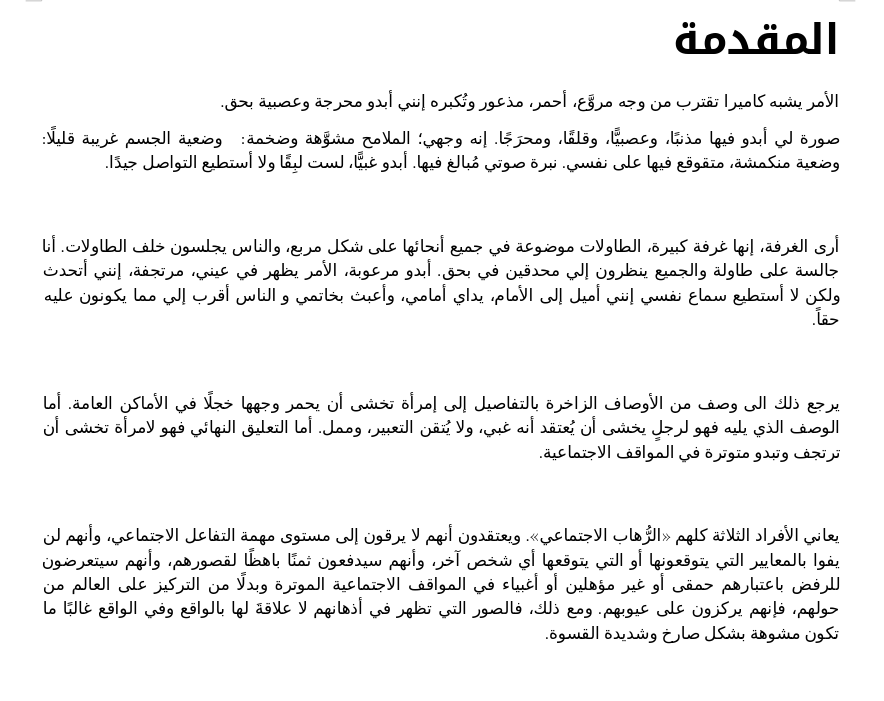 المقدمة
الأمر يشبه كاميرا تقترب من وجه مروَّع، أحمر، مذعور وتُكبره إنني أبدو محرجة وعصبية بحق.
صورة لي أبدو فيها مذنبًا، وعصبيًّا، وقلقًا، ومحرَجًا. إنه وجهي؛ الملامح مشوَّهة وضخمة: وضعية الجسم غريبة قليلًا:
وضعية منكمشة، متقوقع فيها على نفسي. نبرة صوتي مُبالغ فيها. أبدو غبيًّا، لست لبِقًا ولا أستطيع التواصل جيدًا.
أرى الغرفة، إنها غرفة كبيرة، الطاولات موضوعة في جميع أنحائها على شكل مربع، والناس يجلسون خلف الطاولات. أنا
جالسة على طاولة والجميع ينظرون إلي محدقين في بحق. أبدو مرعوبة، الأمر يظهر في عيني، مرتجفة، إنني أتحدث
ولكن لا أستطيع سماع نفسي إنني أميل إلى الأمام، يداي أمامي، وأعبث بخاتمي و الناس أقرب إلي مما يكونون عليه
حقاً.
يرجع ذلك الى وصف من الأوصاف الزاخرة بالتفاصيل إلى إمرأة تخشى أن يحمر وجهها خجلًا في الأماكن العامة. أما
الوصف الذي يليه فهو لرجلٍ يخشى أن يُعتقد أنه غبي، ولا يُتقن التعبير، وممل. أما التعليق النهائي فهو لامرأة تخشى أن
ترتجف وتبدو متوترة في المواقف الاجتماعية.
يعاني الأفراد الثلاثة كلهم «الرُّهاب الاجتماعي». ويعتقدون أنهم لا يرقون إلى مستوى مهمة التفاعل الاجتماعي، وأنهم لن
يفوا بالمعايير التي يتوقعونها أو التي يتوقعها أي شخص آخر، وأنهم سيدفعون ثمنًا باهظًا لقصورهم، وأنهم سيتعرضون
للرفض باعتبارهم حمقى أو غير مؤهلين أو أغبياء في المواقف الاجتماعية الموترة وبدلًا من التركيز على العالم من
حولهم، فإنهم يركزون على عيوبهم. ومع ذلك، فالصور التي تظهر في أذهانهم لا علاقةَ لها بالواقع وفي الواقع غالبًا ما
تكون مشوهة بشكل صارخ وشديدة القسوة.